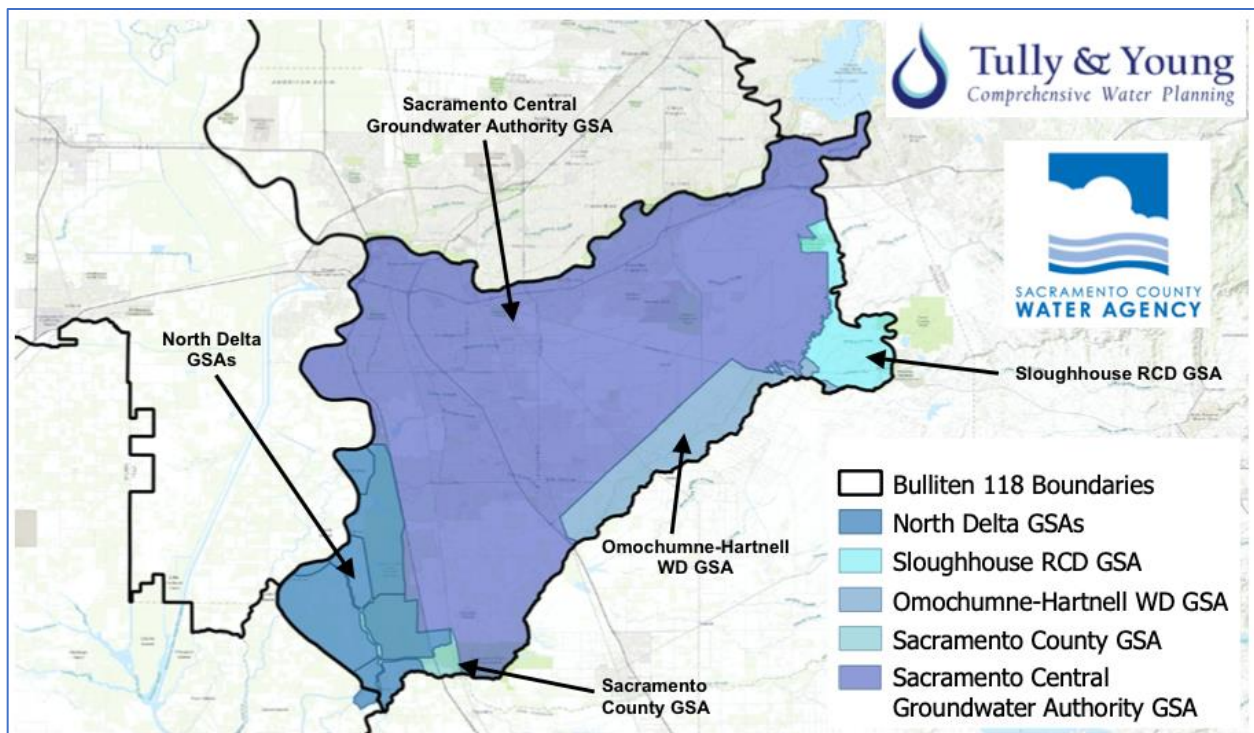 Tully & Young
Comprehensive Water Planning
Sacramento Central
Groundwater Authority GSA
SACRAMENTO COUNTY
WATER AGENCY
North Delta
GSAs
Sloughhouse RCD GSA
Omochumne-Hartnell
WD GSA
Sacramento
County GSA
Bulliten 118 Boundaries
North Delta GSAs
Sloughhouse RCD GSA
Omochumne-Hartnell WD GSA
Sacramento County GSA
Sacramento Central
Groundwater Authority GSA